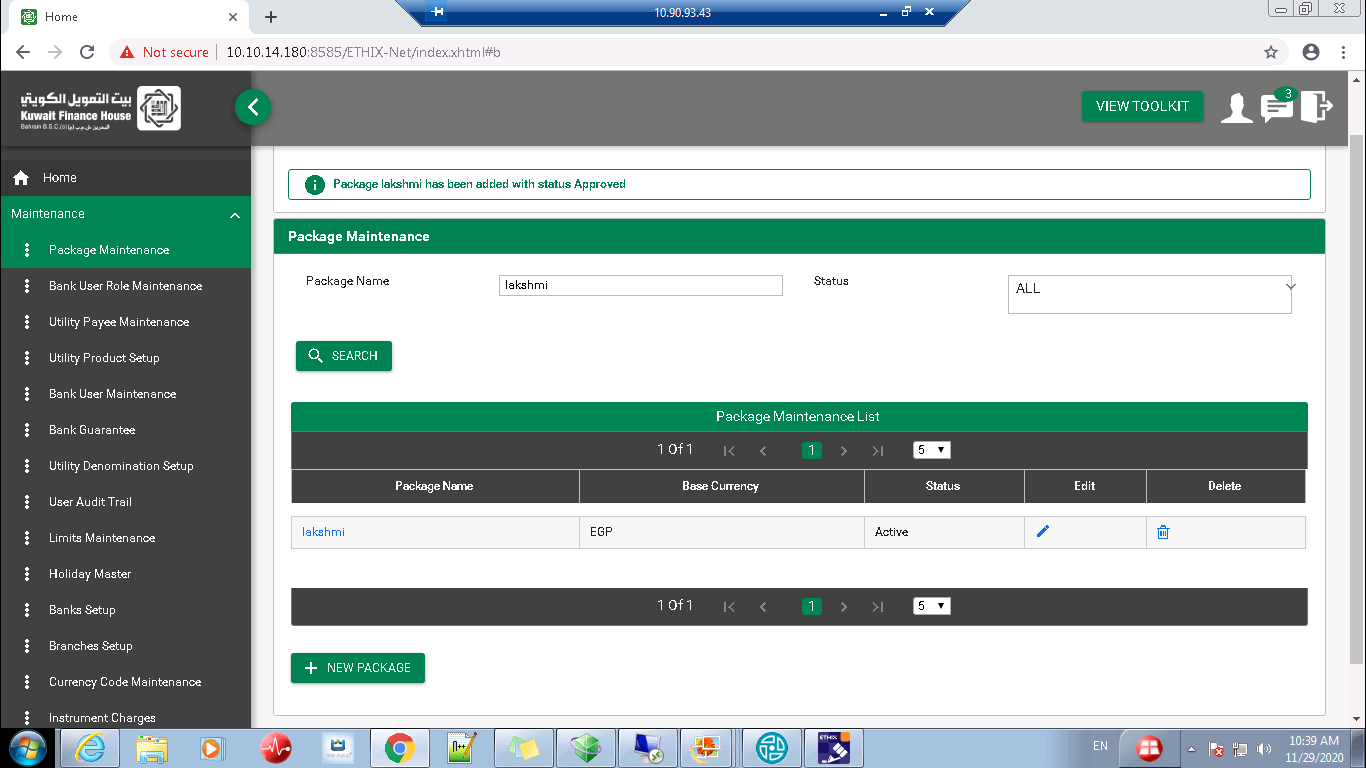 Home
10.90.93.43
Not secure
10.10.14.180:8585/ETHIX-Net/index.xhtml#b
بيت التمويل الكويتي
Kuwait Finance House
VIEW TOOLKIT
3
Home
Maintenance
Package Maintenance
Bank User Role Maintenance
Utility Payee Maintenance
Utility Product Setup
Bank User Maintenance
Bank Guarantee
Utility Denomination Setup
User Audit Trail
Limits Maintenance
Holiday Master
Banks Setup
Branches Setup
Currency Code Maintenance
Instrument Charges
Package lakshmi has been added with status Approved
Package Maintenance
Package Name lakshmi Status ALL
SEARCH
Package Maintenance List
1 Of 1 1 5
Package Name Base Currency Status Edit Delete
lakshmi EGP Active
1 Of 1 1 5
NEW PACKAGE
EN
10:39 AM
11/29/2020